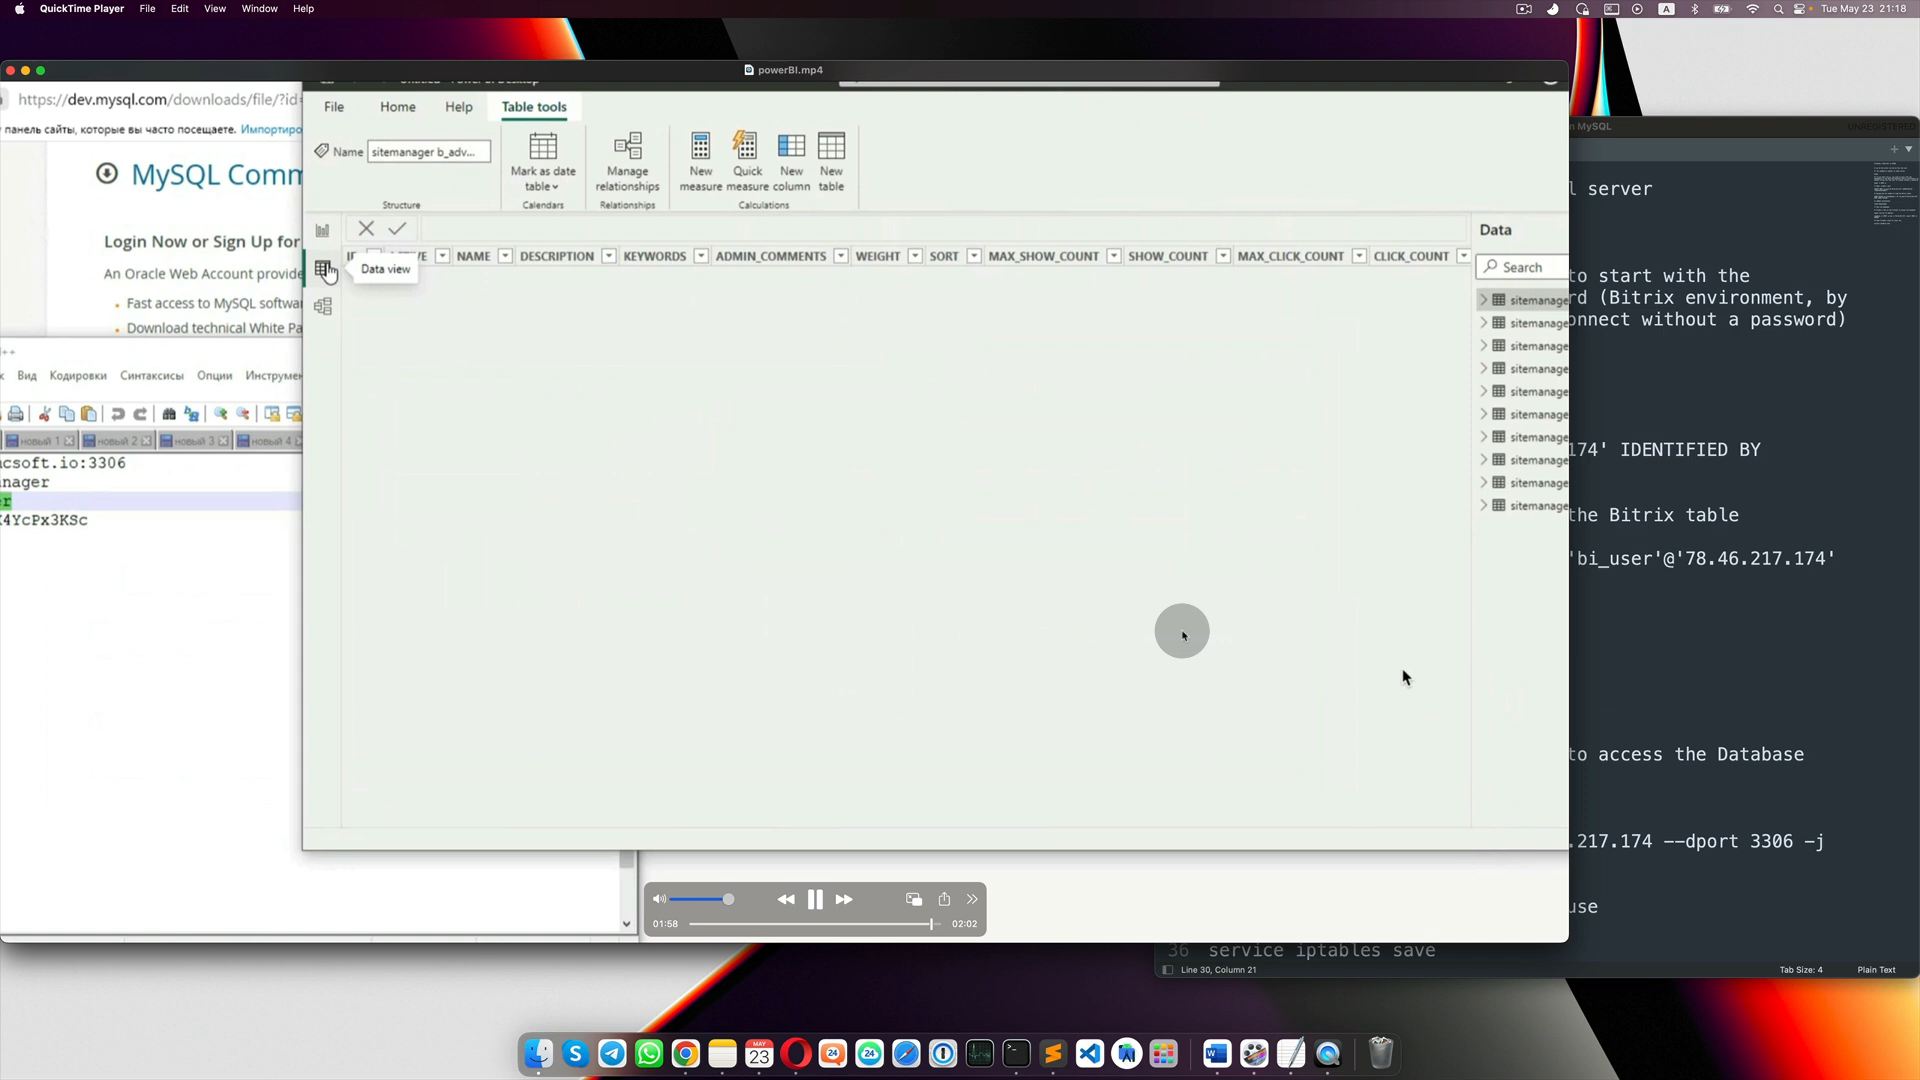 QuickTime Player File Edit View Window Help
A Tue May 23 21:18
powerBI.mp4
https://dev.mysql.com/downloads/file/?id=
панель сайты, которые вы часто посещаете.
MySQL
Login Now or Sign Up for
An Oracle Web Account
Fast access to MySQL
Download technical White
Вид Кодировки Синтаксисы Опции
новый 1 новый 2 новый 3 новый 4
csoft.io:3306
nager
r
4YcPx3KSc
File Home Help Table tools
Name sitemanager b_adv...
Mark as date table
Manage relationships
New measure
Quick measure
New column
New table
Structure Calendars Relationships Calculations
NAME DESCRIPTION KEYWORDS ADMIN_COMMENTS WEIGHT SORT MAX_SHOW_COUNT SHOW_COUNT MAX_CLICK_COUNT CLICK_COUNT
Data view
Data
Search
sitemanage
sitemanage
sitemanage
sitemanage
sitemanage
sitemanage
sitemanage
sitemanage
sitemanage
sitemanage
01:58 02:02
n MySQL
UNREGISTERED
l server
to start with the
rd (Bitrix environment, by
onnect without a password)
174' IDENTIFIED BY
the Bitrix table
'bi_user'@'78.46.217.174'
to access the Database
.217.174 --dport 3306 -j
use
36 service iptables save
Line 30, Column 21 Tab Size: 4 Plain Text
MAY
23
24
24